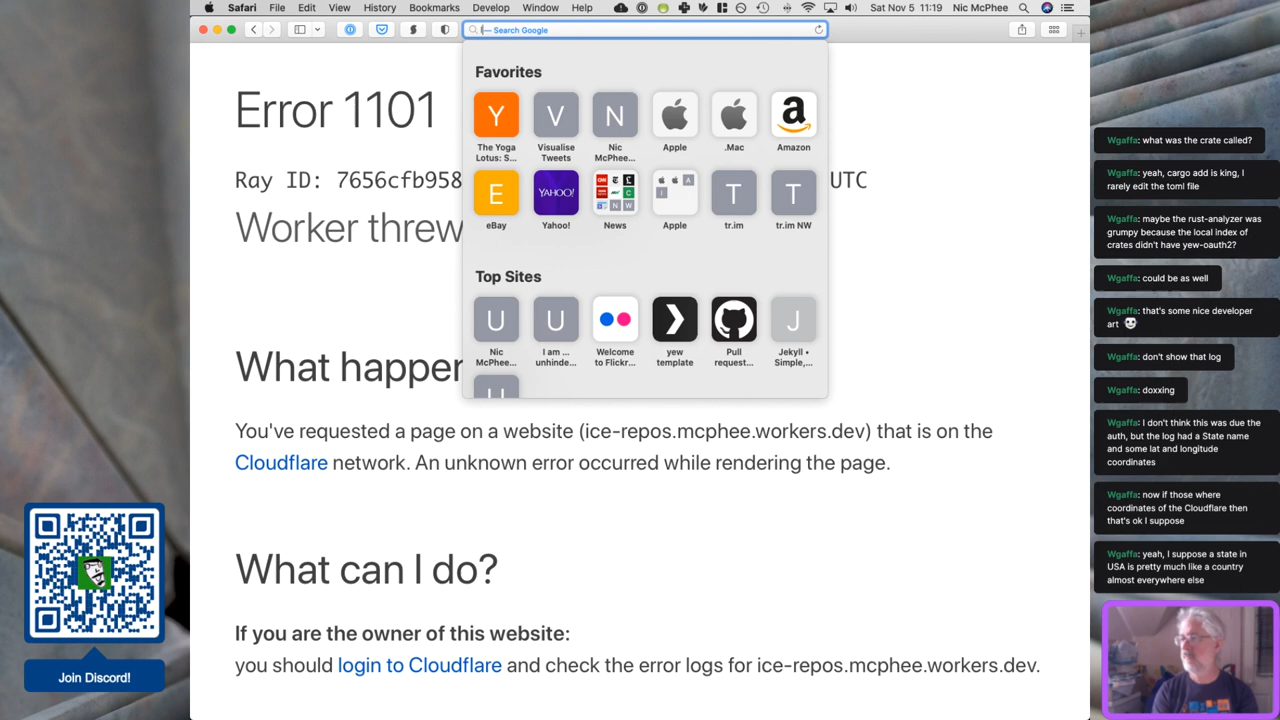 Safari File Edit View History Bookmarks Develop Window Help Sat Nov 5 11:19 Nic McPhee
— Search Google
Error 1101
Ray ID: 7656cfb958
UTC
Worker threw
What happen
You've requested a page on a website (ice-repos.mcphee.workers.dev) that is on the
Cloudflare network. An unknown error occurred while rendering the page.
What can I do?
If you are the owner of this website:
you should login to Cloudflare and check the error logs for ice-repos.mcphee.workers.dev.
Favorites
Y V N a
The Yoga Visualise Nic Apple .Mac Amazon
Lotus: S... Tweets McPhee...
E YAHOO! CNN I A T T
I N W
eBay Yahoo! News Apple tr.im tr.im NW
Top Sites
U U J
Nic I am ... Welcome yew Pull Jekyll •
McPhee... unhinde... to Flickr... template request... Simple,...
U
Wgaffa: what was the crate called?
Wgaffa: yeah, cargo add is king, I
rarely edit the toml file
Wgaffa: maybe the rust-analyzer was
grumpy because the local index of
crates didn't have yew-oauth2?
Wgaffa: could be as well
Wgaffa: that's some nice developer
art
Wgaffa: don't show that log
Wgaffa: doxxing
Wgaffa: I don't think this was due the
auth, but the log had a State name
and some lat and longitude
coordinates
Wgaffa: now if those where
coordinates of the Cloudflare then
that's ok I suppose
Wgaffa: yeah, I suppose a state in
USA is pretty much like a country
almost everywhere else
Join Discord!